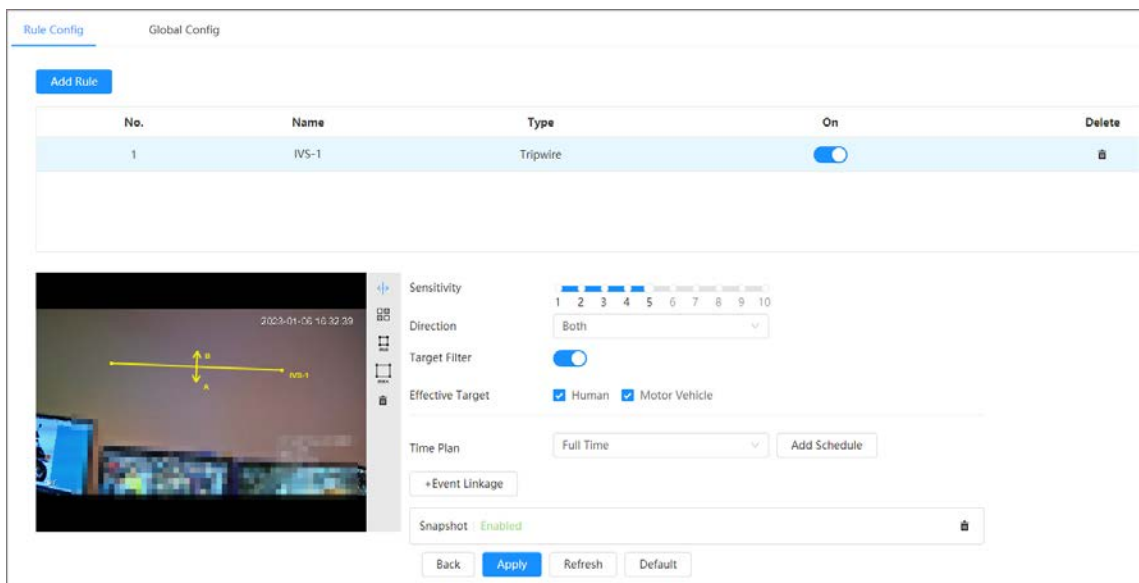 Rule Config Global Config
Add Rule
No. Name Type On Delete
1 IVS-1 Tripwire
2023-01-06 16:32:39
B
IVS-1
A
Sensitivity
1 2 3 4 5 6 7 8 9 10
Direction Both
Target Filter
Effective Target Human Motor Vehicle
Time Plan Full Time Add Schedule
+Event Linkage
Snapshot Enabled
Back Apply Refresh Default